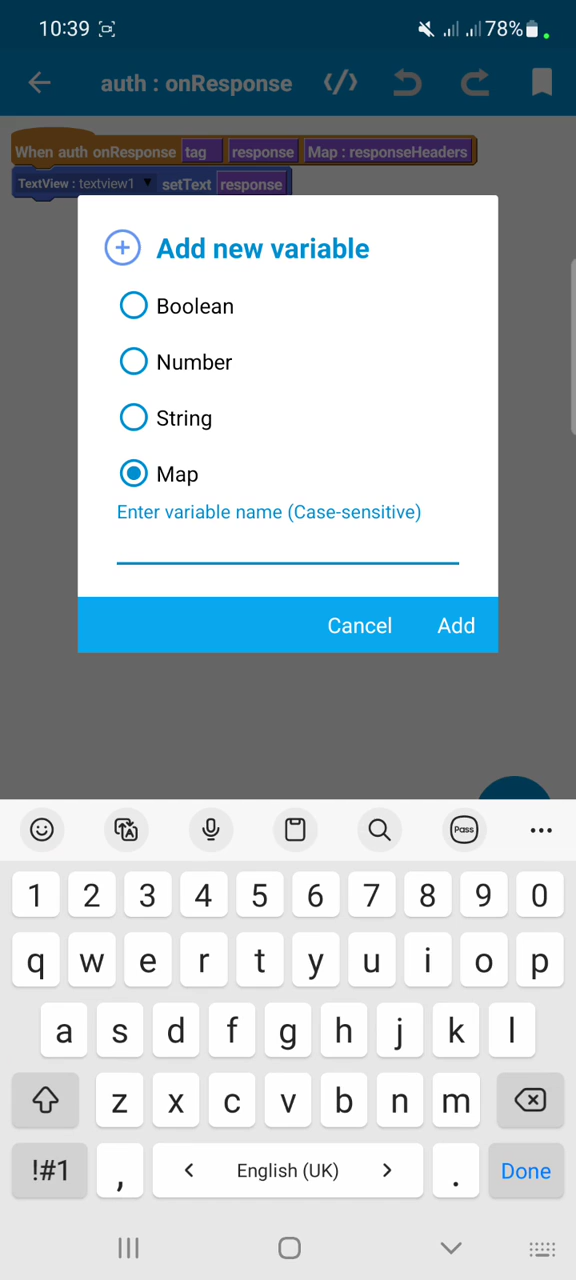 10:39 78%
auth : onResponse </>
When auth onResponse tag response Map : responseHeaders
TextView : textview1 setText response
Add new variable
Boolean
Number
String
Map
Enter variable name (Case-sensitive)
Cancel Add
Pass
1 2 3 4 5 6 7 8 9 0
q w e r t y u i o p
a s d f g h j k l
z x c v b n m
!#1 , < English (UK) > . Done